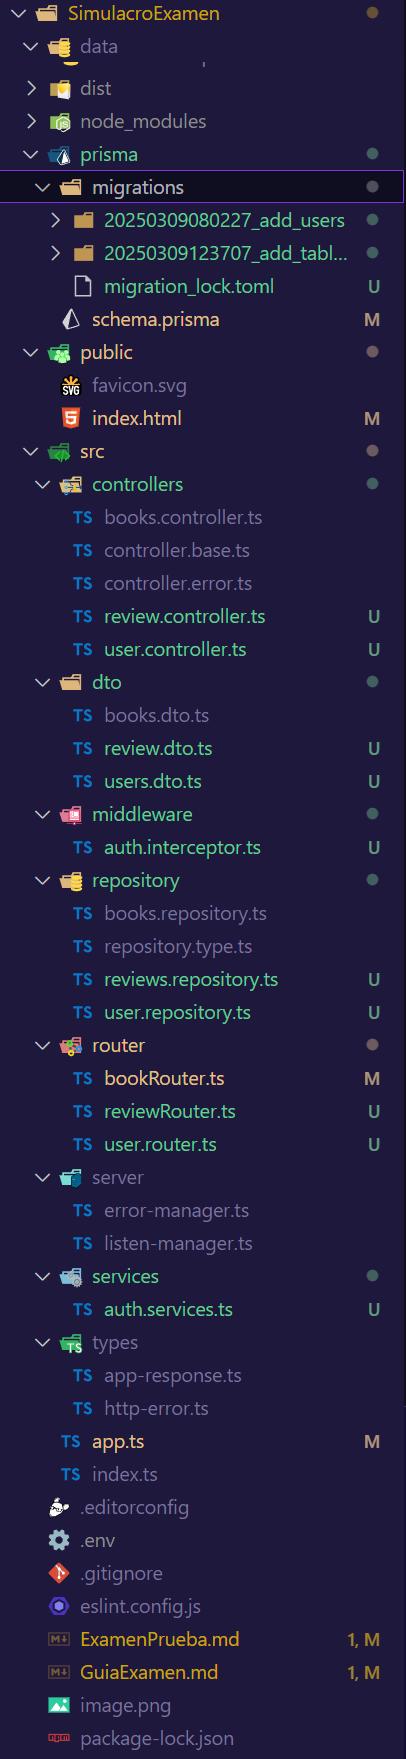 SimulacroExamen
data
dist
node_modules
prisma
migrations
20250309080227_add_users
20250309123707_add_tabl...
migration_lock.toml U
schema.prisma M
public
SVG favicon.svg
index.html M
src
controllers
TS books.controller.ts
TS controller.base.ts
TS controller.error.ts
TS review.controller.ts U
TS user.controller.ts U
dto
TS books.dto.ts
TS review.dto.ts U
TS users.dto.ts U
middleware
TS auth.interceptor.ts U
repository
TS books.repository.ts
TS repository.type.ts
TS reviews.repository.ts U
TS user.repository.ts U
router
TS bookRouter.ts M
TS reviewRouter.ts U
TS user.router.ts U
server
TS error-manager.ts
TS listen-manager.ts
services
TS auth.services.ts U
TS types
TS app-response.ts
TS http-error.ts
TS app.ts M
TS index.ts
.editorconfig
.env
.gitignore
eslint.config.js
ExamenPrueba.md 1, M
GuiaExamen.md 1, M
image.png
npm package-lock.json